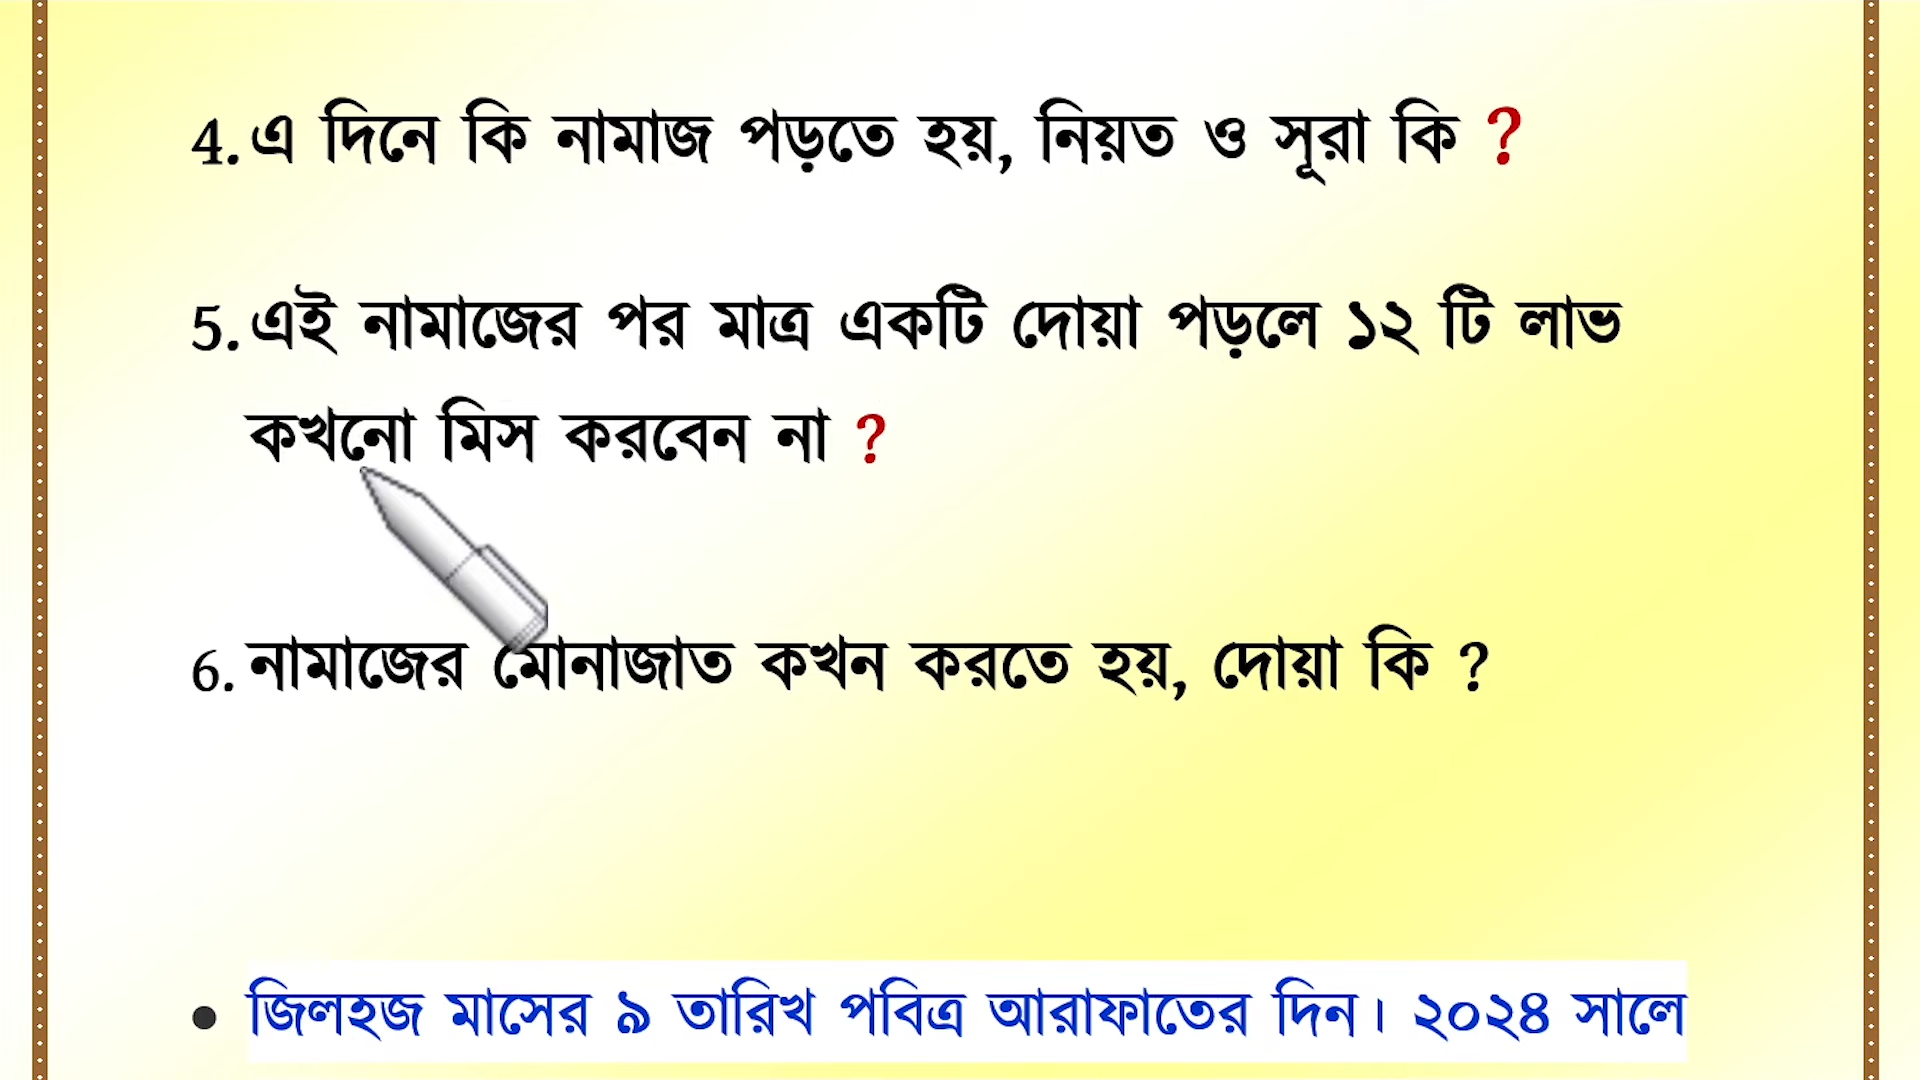 4. এ দিনে কি নামাজ পড়তে হয়, নিয়ত ও সূরা কি ?
5. এই নামাজের পর মাত্র একটি দোয়া পড়লে ১২ টি লাভ
কখনো মিস করবেন না ?
6. নামাজের মোনাজাত কখন করতে হয়, দোয়া কি ?
• জিলহজ মাসের ৯ তারিখ পবিত্র আরাফাতের দিন। ২০২৪ সালে